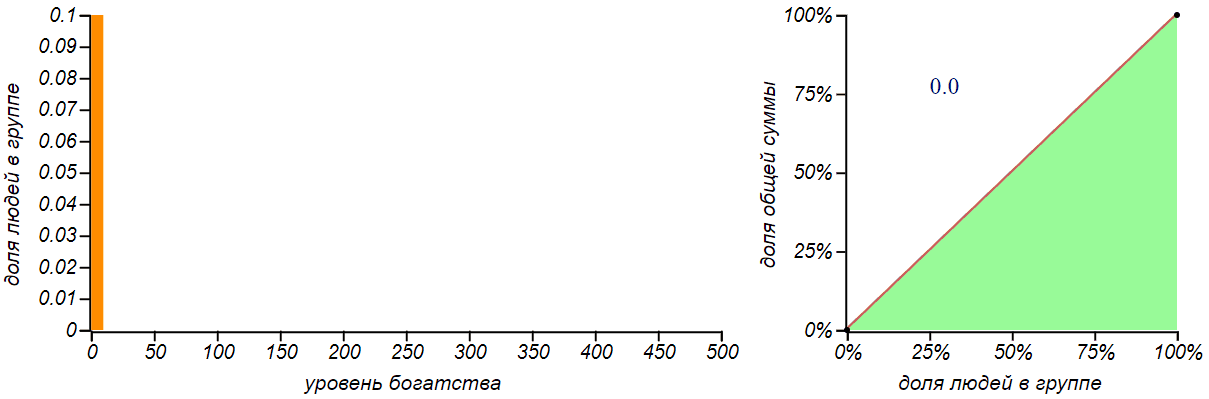 доля людей в группе
0.1
0.09
0.08
0.07
0.06
0.05
0.04
0.03
0.02
0.01
0
0 50 100 150 200 250 300 350 400 450 500
уровень богатства
доля общей суммы
100%
75%
50%
25%
0%
0.0
0% 25% 50% 75% 100%
доля людей в группе